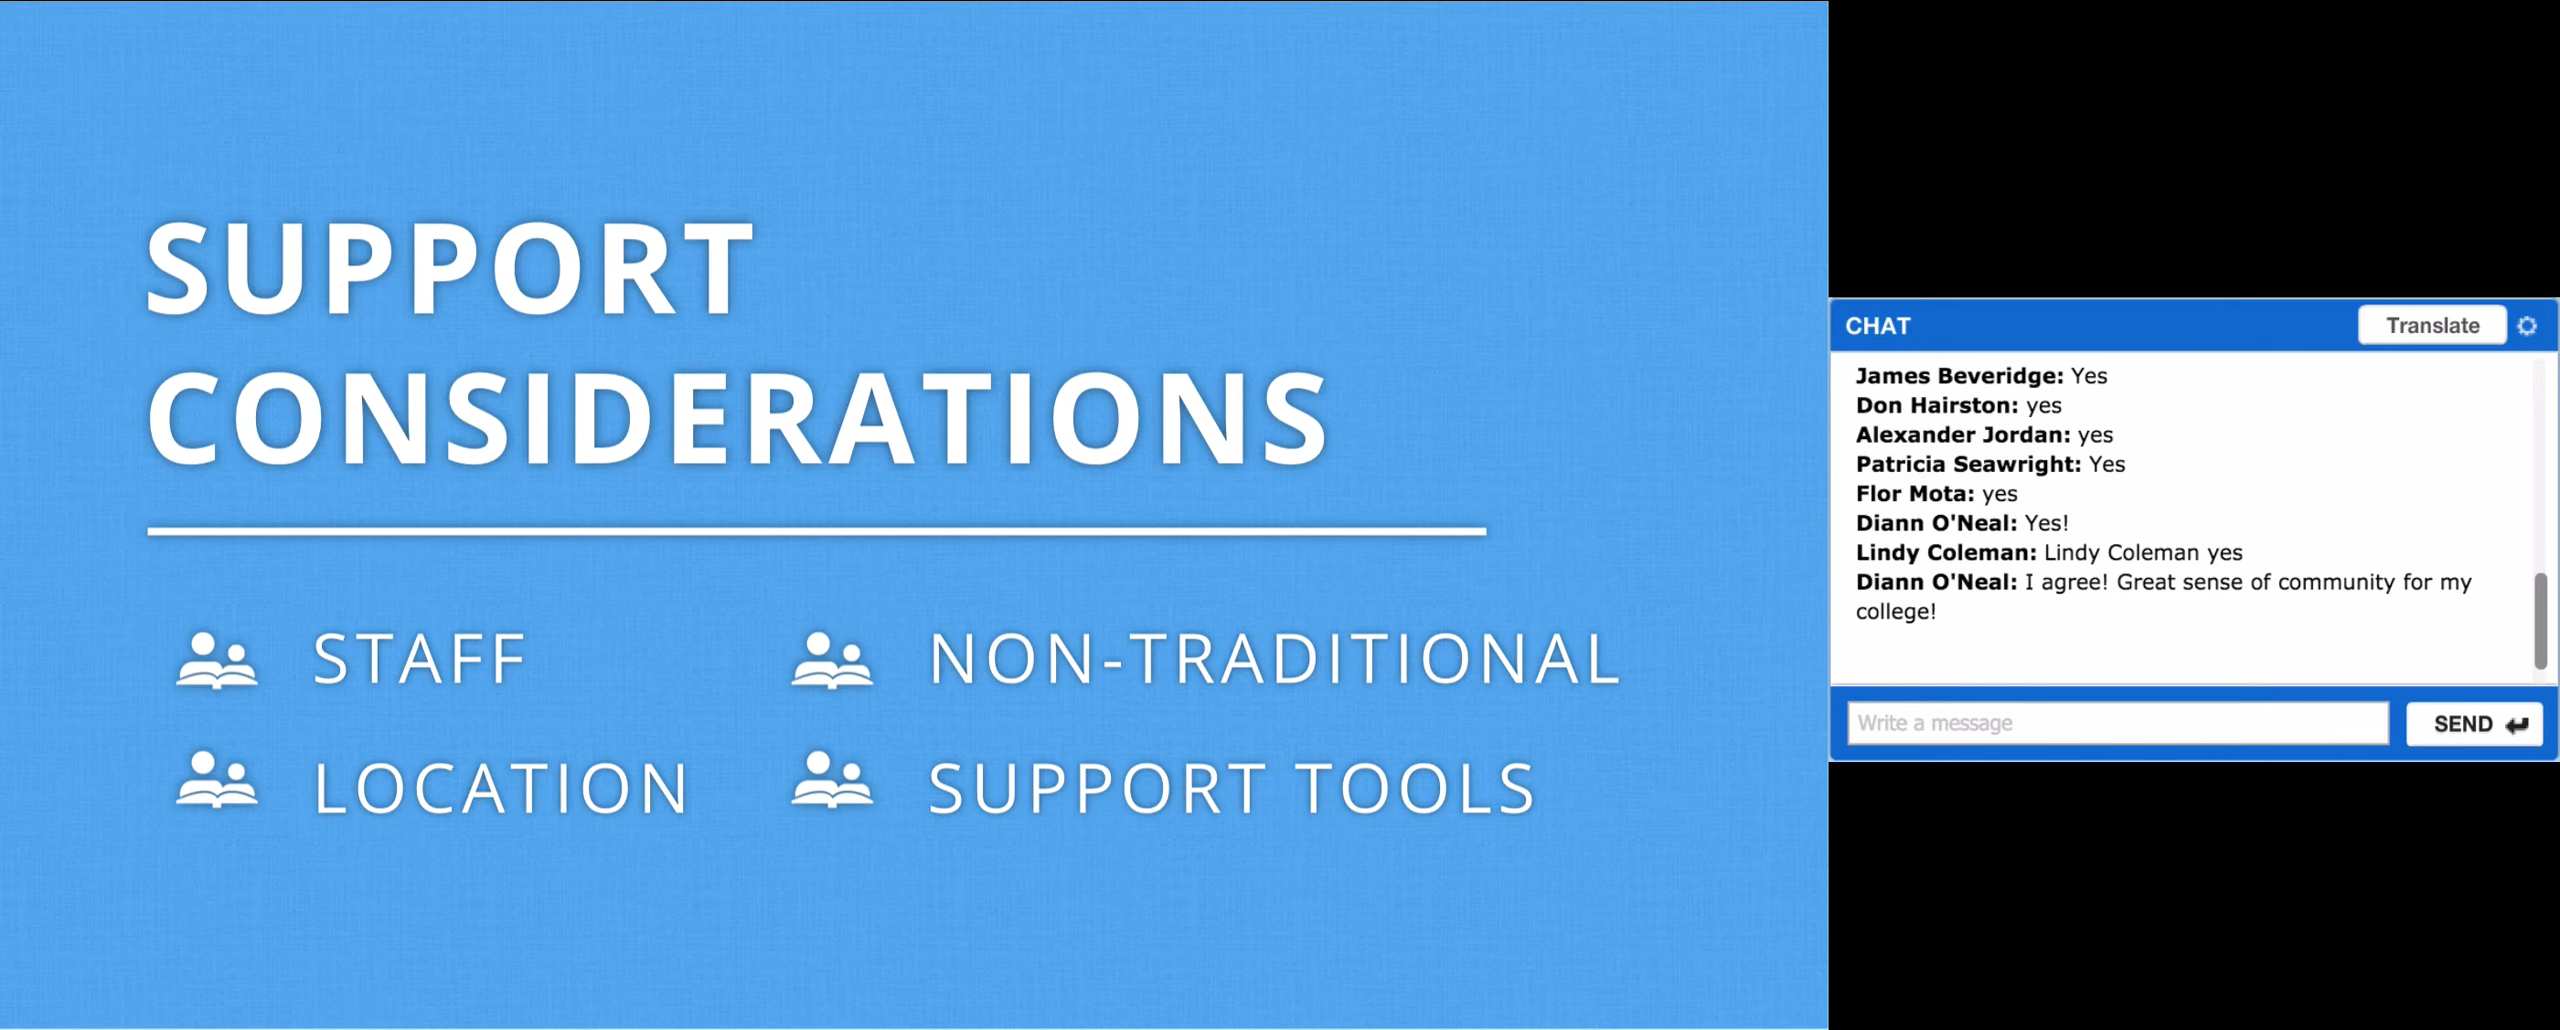 SUPPORT
CONSIDERATIONS
STAFF
NON-TRADITIONAL
LOCATION
SUPPORT TOOLS
CHAT
Translate
James Beveridge: Yes
Don Hairston: yes
Alexander Jordan: yes
Patricia Seawright: Yes
Flor Mota: yes
Diann O'Neal: Yes!
Lindy Coleman: Lindy Coleman yes
Diann O'Neal: I agree! Great sense of community for my
college!
Write a message
SEND